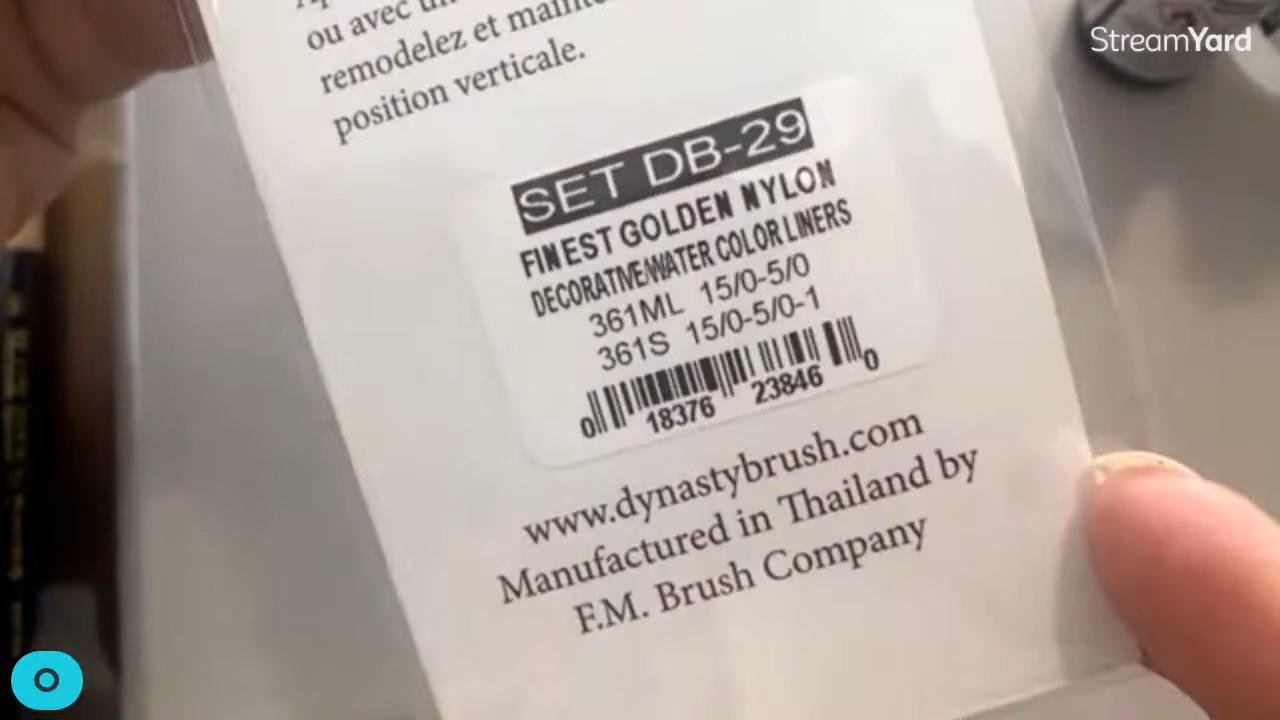 StreamYard
ou avec
remodelez et
position verticale.
SET DB-29
FINEST GOLDEN NYLON
DECORATIVE/WATER COLOR LINERS
361ML 15/0-5/0
361S 15/0-5/0-1
0 18376 23846 0
www.dynastybrush.com
Manufactured in Thailand by
F.M. Brush Company